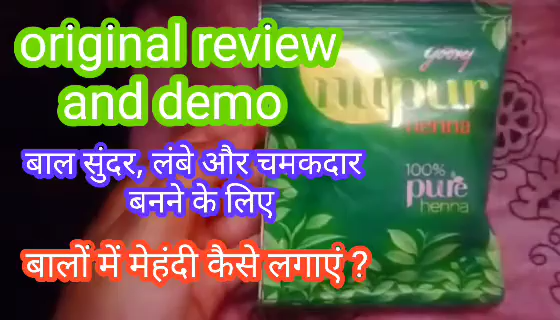 original review
and demo
बाल सुंदर, लंबे और चमकदार
बनने के लिए
बालों में मेहंदी कैसे लगाएं ?
Godrej
nupur
henna
100%
pure
henna